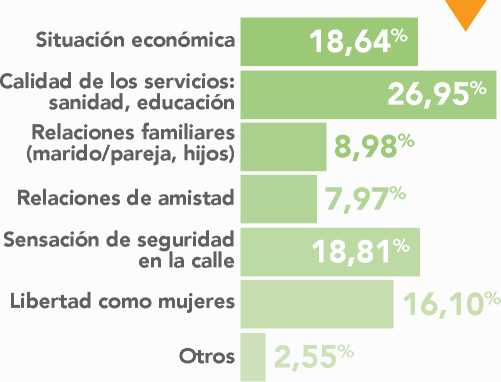 Situación económica 18,64%
Calidad de los servicios:
sanidad, educación 26,95%
Relaciones familiares
(marido/pareja, hijos) 8,98%
Relaciones de amistad 7,97%
Sensación de seguridad
en la calle 18,81%
Libertad como mujeres 16,10%
Otros 2,55%